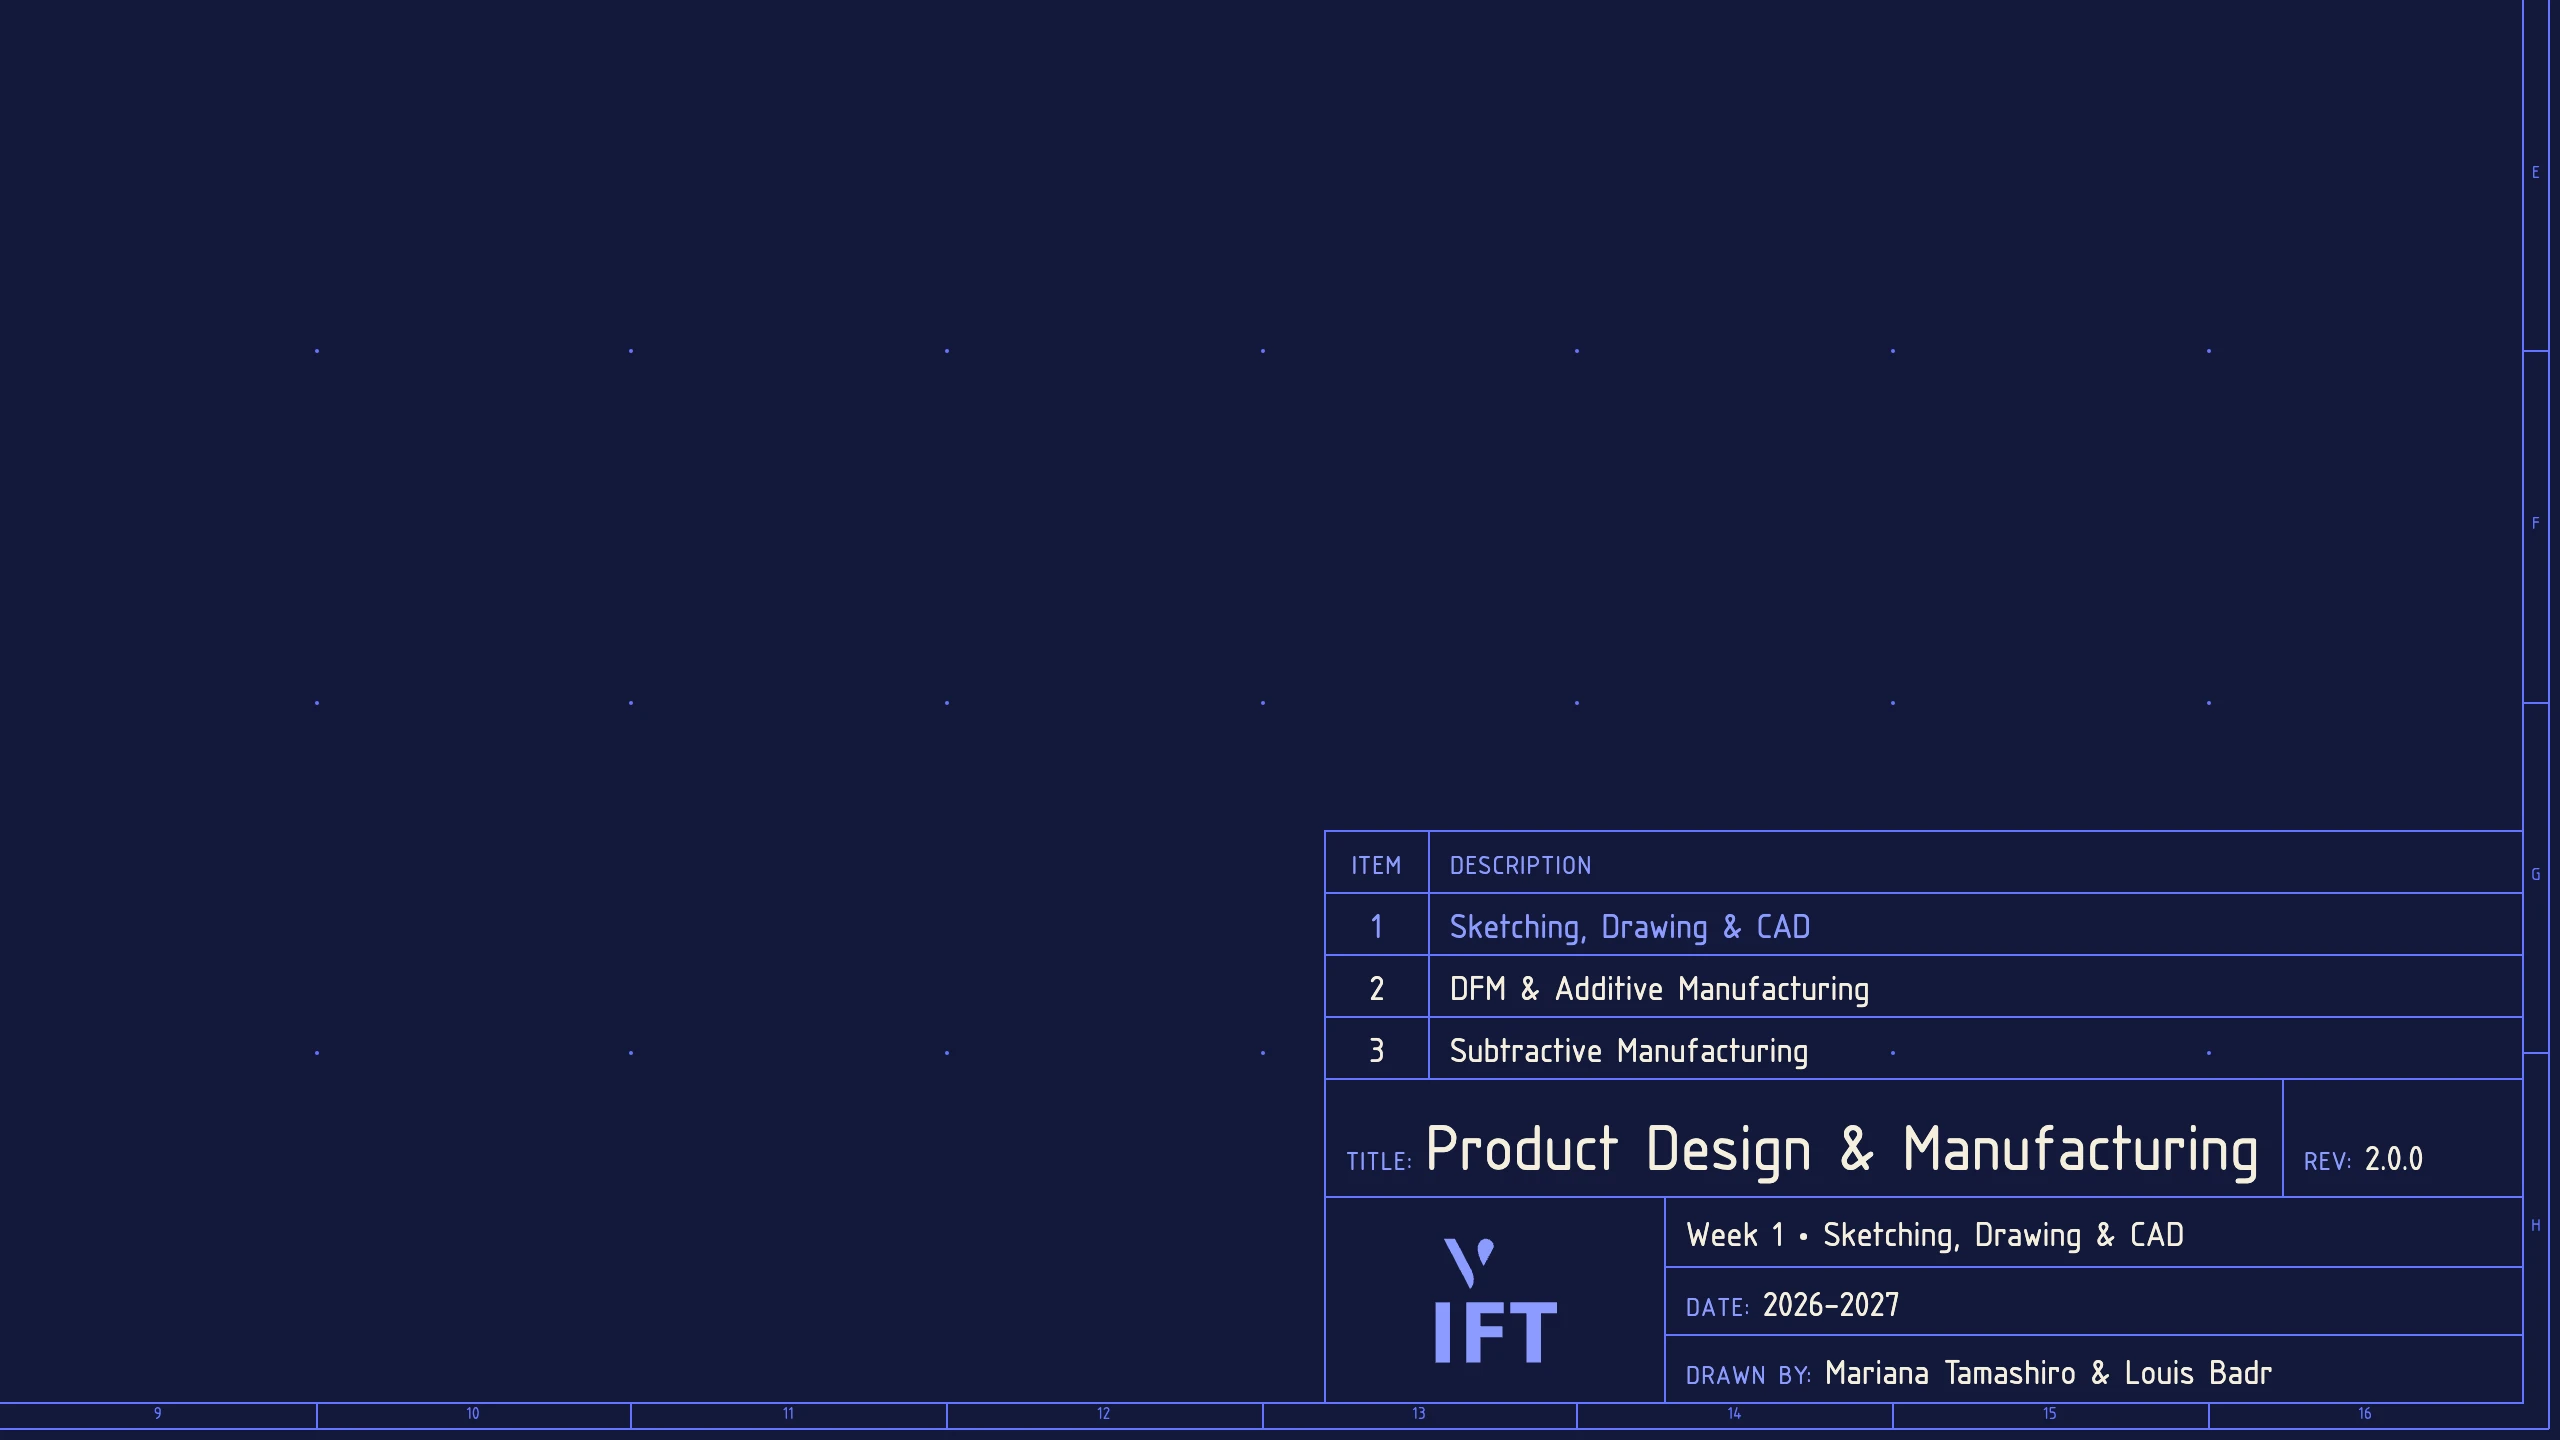 E
F
G
H
ITEM DESCRIPTION
1 Sketching, Drawing & CAD
2 DFM & Additive Manufacturing
3 Subtractive Manufacturing
TITLE: Product Design & Manufacturing REV: 2.0.0
IFT
Week 1 • Sketching, Drawing & CAD
DATE: 2026-2027
DRAWN BY: Mariana Tamashiro & Louis Badr
9 10 11 12 13 14 15 16